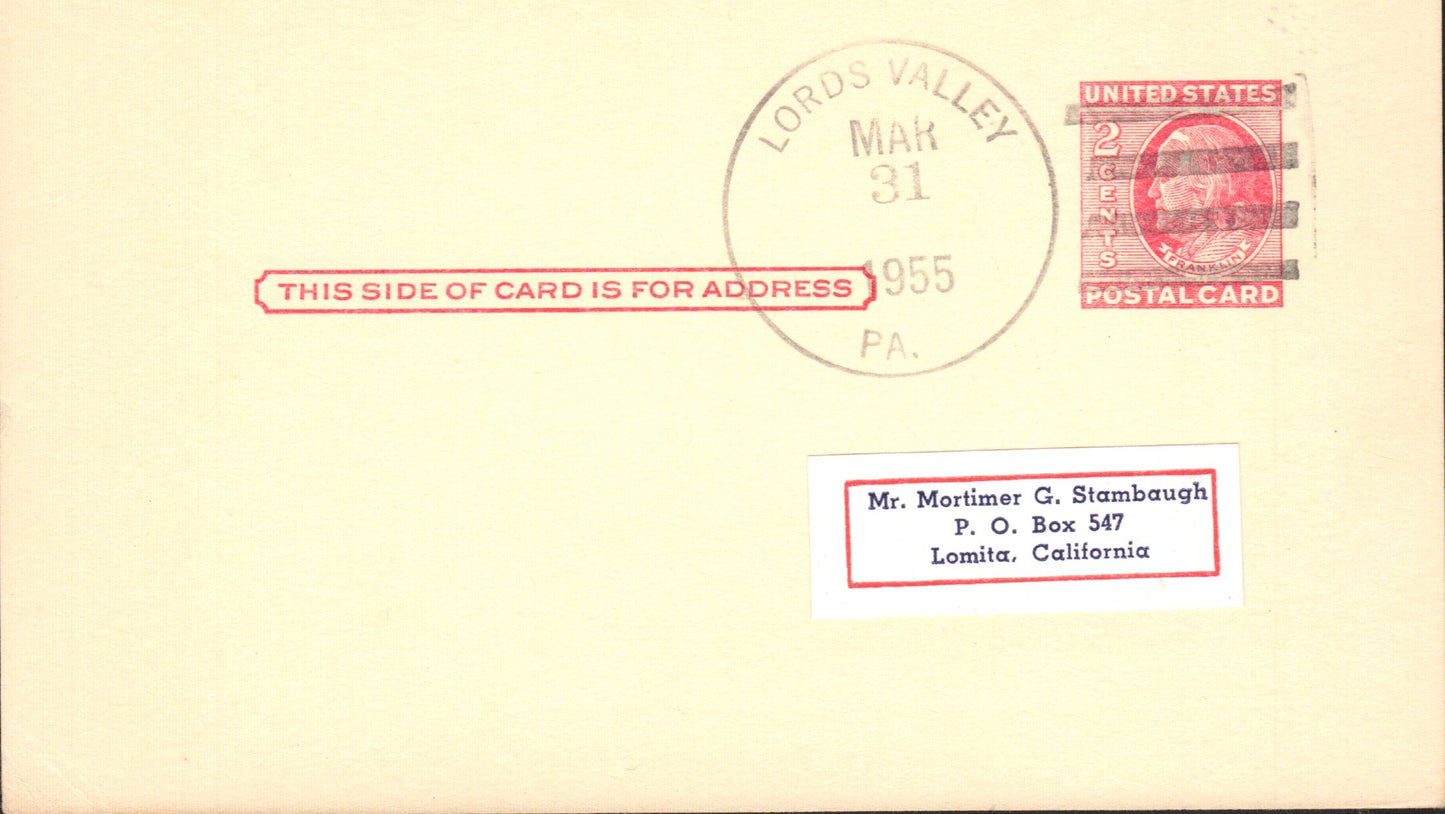 LORDS VALLEY
MAR
31
1955
PA.
UNITED STATES
2 CENTS
FRANKLIN
POSTAL CARD
THIS SIDE OF CARD IS FOR ADDRESS
Mr. Mortimer G. Stambaugh
P. O. Box 547
Lomita, California